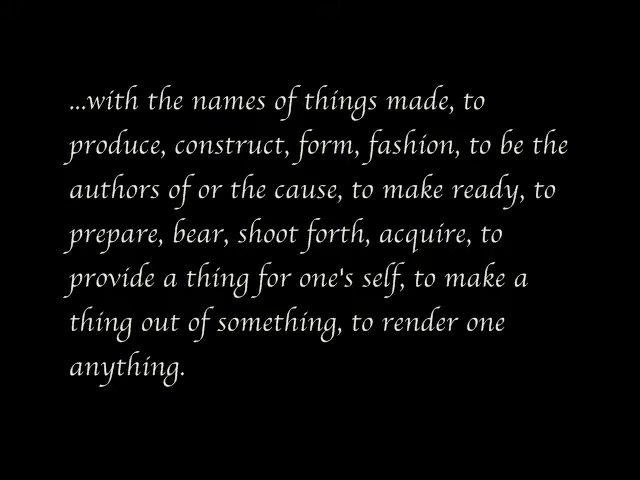 ...with the names of things made, to
produce, construct, form, fashion, to be the
authors of or the cause, to make ready, to
prepare, bear, shoot forth, acquire, to
provide a thing for one's self, to make a
thing out of something, to render one
anything.